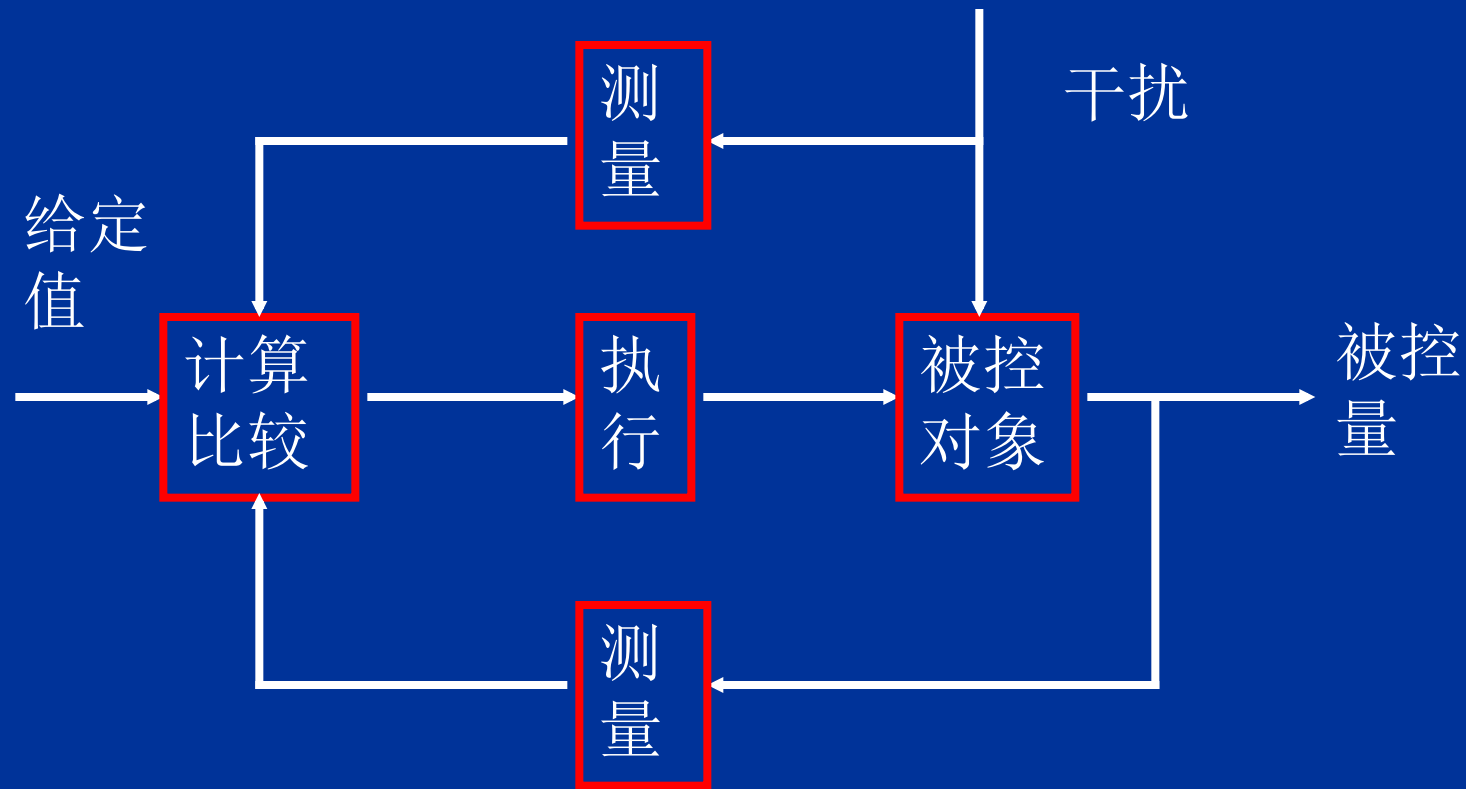 测
量
干扰
给定
值
计算
比较
执
行
被控
对象
被控
量
测
量